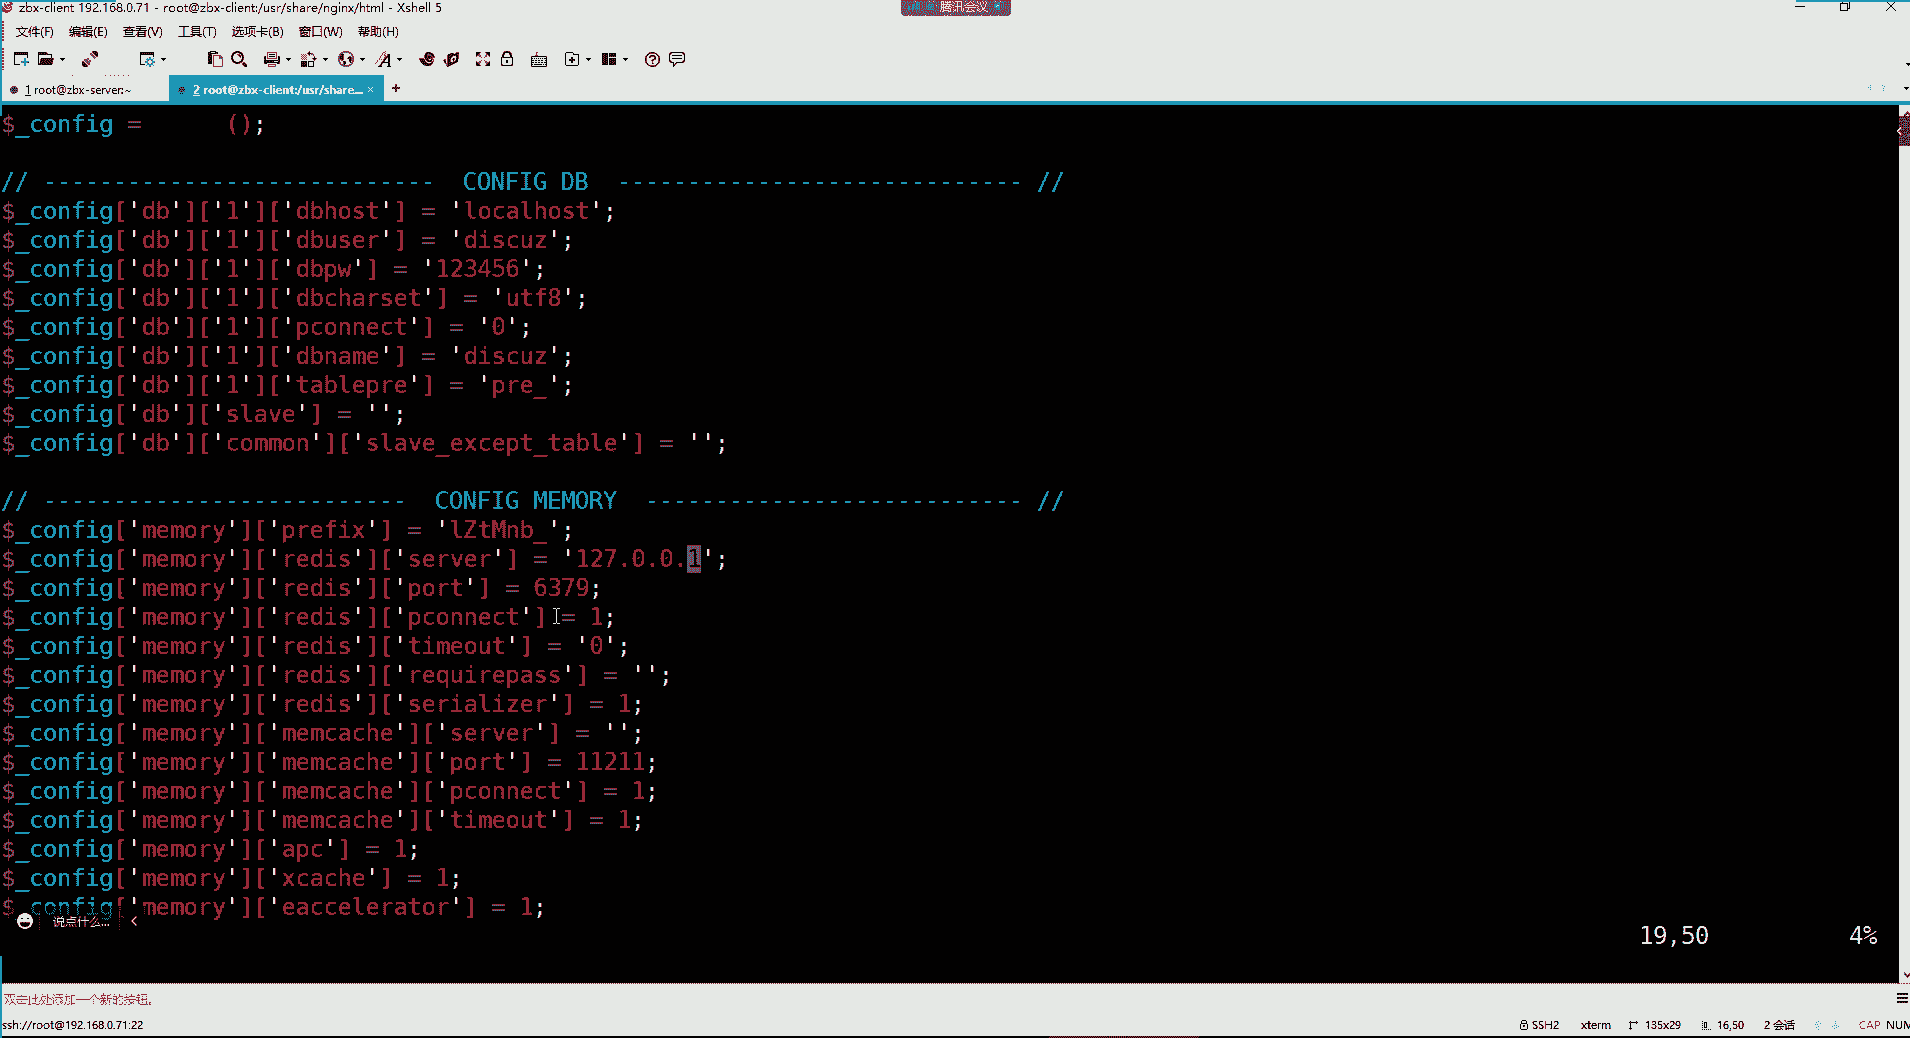 zbx-client 192.168.0.71 - root@zbx-client:/usr/share/nginx/html - Xshell 5
腾讯会议
文件(F) 编辑(E) 查看(V) 工具(T) 选项卡(B) 窗口(W) 帮助(H)
1 root@zbx-server:~ 2 root@zbx-client:/usr/share... × +
$_config = ();
// ---------------------------- CONFIG DB ----------------------------- //
$_config['db']['1']['dbhost'] = 'localhost';
$_config['db']['1']['dbuser'] = 'discuz';
$_config['db']['1']['dbpw'] = '123456';
$_config['db']['1']['dbcharset'] = 'utf8';
$_config['db']['1']['pconnect'] = '0';
$_config['db']['1']['dbname'] = 'discuz';
$_config['db']['1']['tablepre'] = 'pre_';
$_config['db']['slave'] = '';
$_config['db']['common']['slave_except_table'] = '';
// -------------------------- CONFIG MEMORY --------------------------- //
$_config['memory']['prefix'] = 'lZtMnb_';
$_config['memory']['redis']['server'] = '127.0.0.1';
$_config['memory']['redis']['port'] = 6379;
$_config['memory']['redis']['pconnect'] = 1;
$_config['memory']['redis']['timeout'] = '0';
$_config['memory']['redis']['requirepass'] = '';
$_config['memory']['redis']['serializer'] = 1;
$_config['memory']['memcache']['server'] = '';
$_config['memory']['memcache']['port'] = 11211;
$_config['memory']['memcache']['pconnect'] = 1;
$_config['memory']['memcache']['timeout'] = 1;
$_config['memory']['apc'] = 1;
$_config['memory']['xcache'] = 1;
$_config['memory']['eaccelerator'] = 1;
说点什么...
19,50 4%
双击此处添加一个新的按钮。
ssh://root@192.168.0.71:22 SSH2 xterm 135x29 16,50 2 会话 CAP NUM